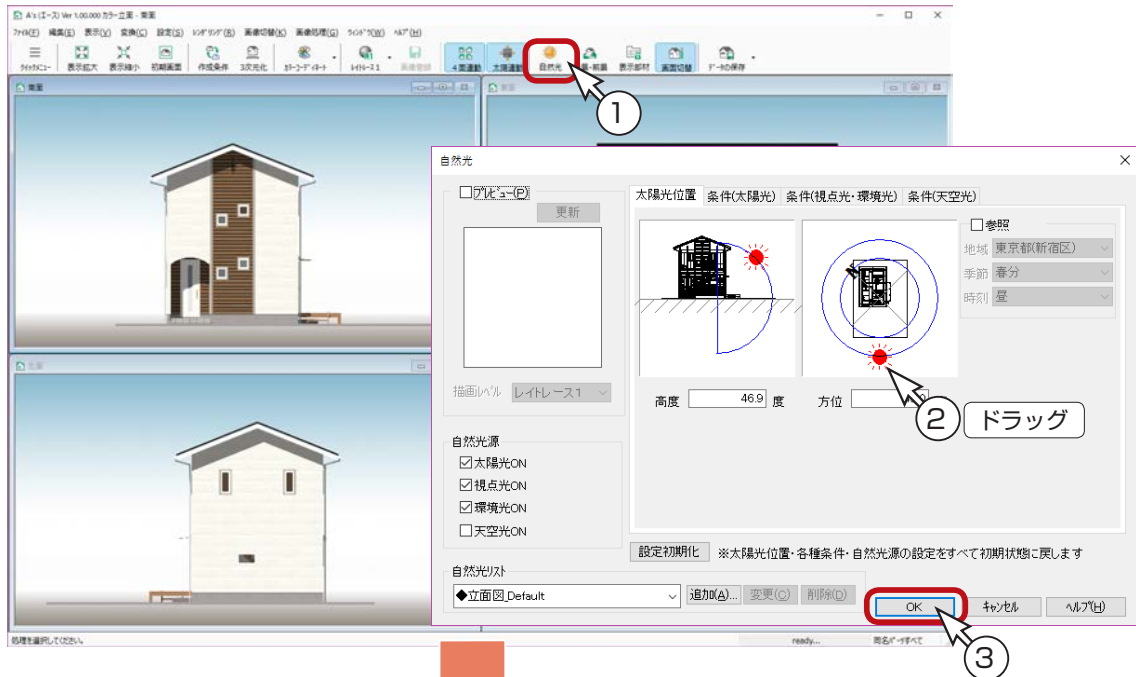 A's (エース) Ver 1.00.000 カラー立面 - 東面
ファイル(F) 編集(E) 表示(V) 変換(C) 設定(S) レンダリング(R) 画像切替(K) 画像処理(G) ウィンドウ(W) ヘルプ(H)
クイックメニュー 表示拡大 表示縮小 初期画面 作成条件 3次元化 カラーコーディネート レイトレース1 画像登録 4面連動 太陽連動 自然光 表示部材 画面切替 データの保存
①
東面
自然光
プレビュー(P)
更新
描画レベル レイトレース1
太陽光位置 条件(太陽光) 条件(視点光・環境光) 条件(天空光)
N
参照
地域 東京都(新宿区)
季節 春分
時刻 昼
高度 46.9 度 方位
② ドラッグ
北面
自然光源
太陽光ON
視点光ON
環境光ON
天空光ON
設定初期化 ※太陽光位置・各種条件・自然光源の設定をすべて初期状態に戻します
自然光リスト
◆立面図_Default 追加(A)... 変更(C) 削除(D)
OK キャンセル ヘルプ(H)
③
処理を選択してください。 ready...